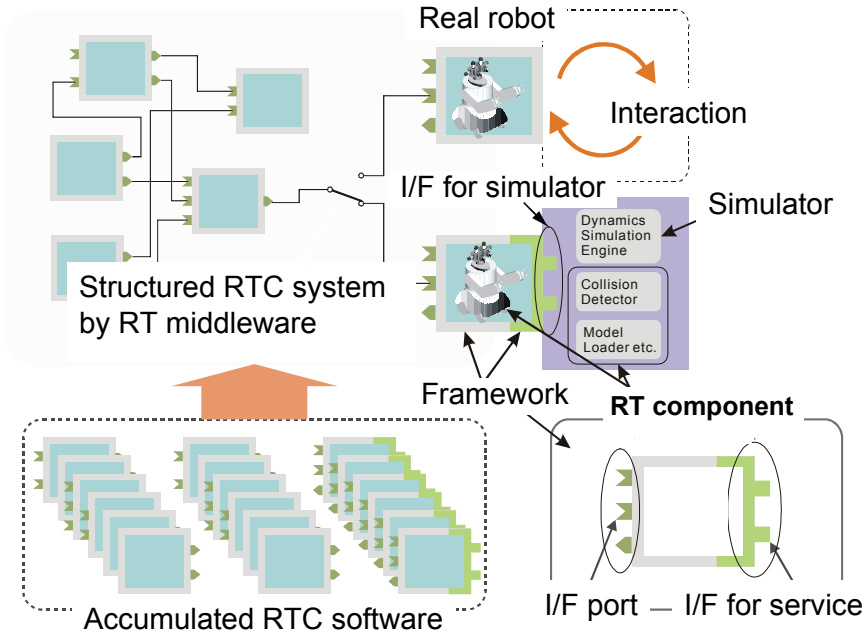 Real robot
Interaction
I/F for simulator
Simulator
Dynamics
Simulation
Engine
Collision
Detector
Model
Loader etc.
Structured RTC system
by RT middleware
Framework
RT component
I/F port
I/F for service
Accumulated RTC software